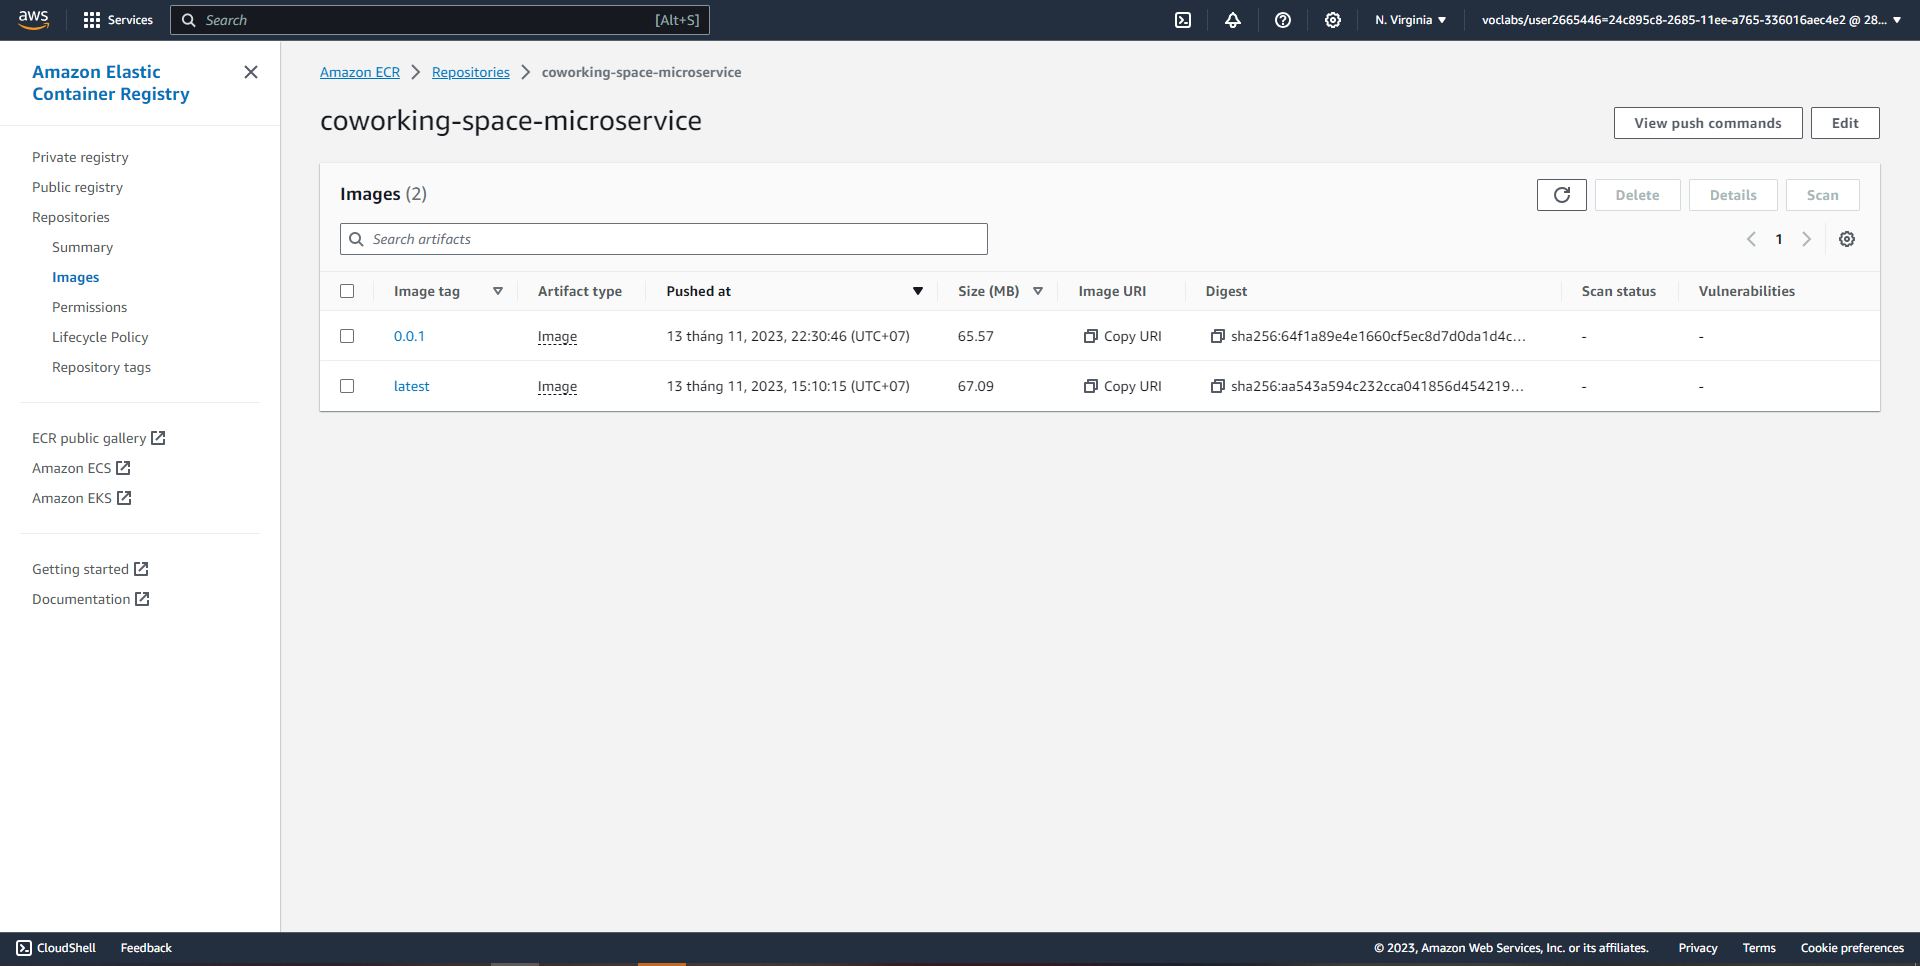 aws Services Search [Alt+S] N. Virginia voclabs/user2665446=24c895c8-2685-11ee-a765-336016aec4e2 @ 28...
Amazon Elastic
Container Registry
Private registry
Public registry
Repositories
Summary
Images
Permissions
Lifecycle Policy
Repository tags
ECR public gallery
Amazon ECS
Amazon EKS
Getting started
Documentation
Amazon ECR Repositories coworking-space-microservice
coworking-space-microservice
View push commands Edit
Images (2)
Delete Details Scan
Search artifacts
1
Image tag Artifact type Pushed at Size (MB) Image URI Digest Scan status Vulnerabilities
0.0.1 Image 13 tháng 11, 2023, 22:30:46 (UTC+07) 65.57 Copy URI sha256:64f1a89e4e1660cf5ec8d7d0da1d4c... - -
latest Image 13 tháng 11, 2023, 15:10:15 (UTC+07) 67.09 Copy URI sha256:aa543a594c232cca041856d454219... - -
CloudShell Feedback © 2023, Amazon Web Services, Inc. or its affiliates. Privacy Terms Cookie preferences